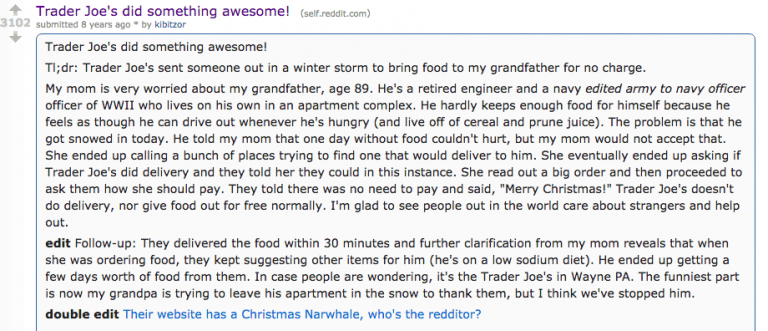 Trader Joe's did something awesome! (self.reddit.com)
3102
submitted 8 years ago * by kibitzor
Trader Joe's did something awesome!
Tl;dr: Trader Joe's sent someone out in a winter storm to bring food to my grandfather for no charge.
My mom is very worried about my grandfather, age 89. He's a retired engineer and a navy edited army to navy officer
officer of WWII who lives on his own in an apartment complex. He hardly keeps enough food for himself because he
feels as though he can drive out whenever he's hungry (and live off of cereal and prune juice). The problem is that he
got snowed in today. He told my mom that one day without food couldn't hurt, but my mom would not accept that.
She ended up calling a bunch of places trying to find one that would deliver to him. She eventually ended up asking if
Trader Joe's did delivery and they told her they could in this instance. She read out a big order and then proceeded to
ask them how she should pay. They told there was no need to pay and said, "Merry Christmas!" Trader Joe's doesn't
do delivery, nor give food out for free normally. I'm glad to see people out in the world care about strangers and help
out.
edit Follow-up: They delivered the food within 30 minutes and further clarification from my mom reveals that when
she was ordering food, they kept suggesting other items for him (he's on a low sodium diet). He ended up getting a
few days worth of food from them. In case people are wondering, it's the Trader Joe's in Wayne PA. The funniest part
is now my grandpa is trying to leave his apartment in the snow to thank them, but I think we've stopped him.
double edit Their website has a Christmas Narwhale, who's the redditor?